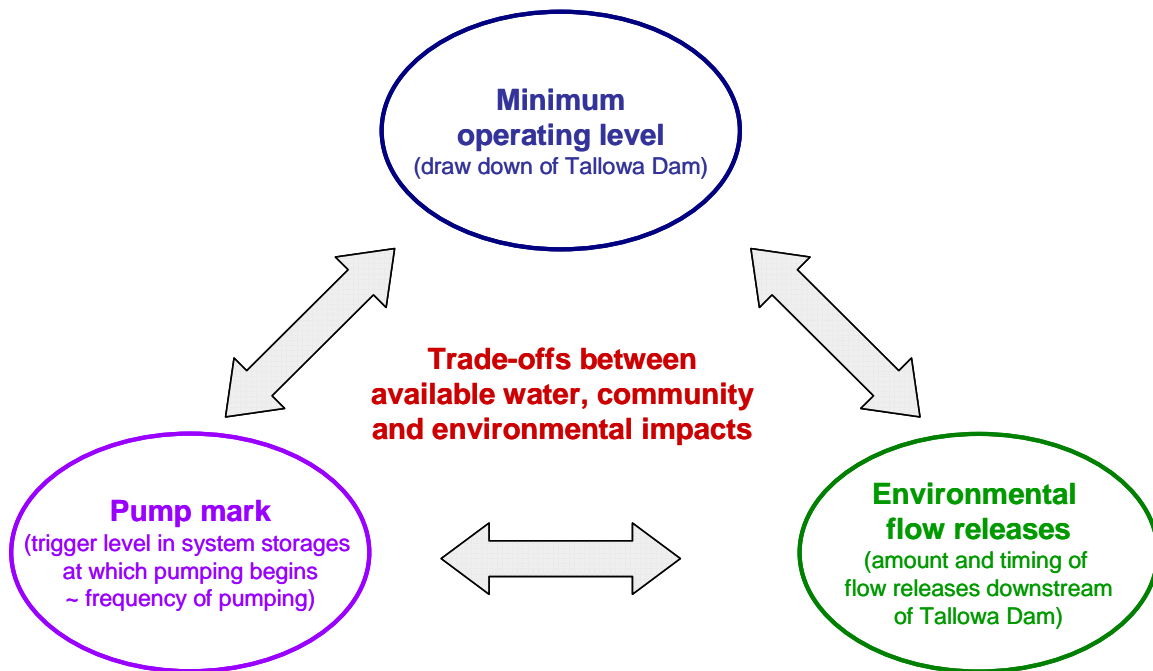 Minimum
operating level
(draw down of Tallowa Dam)
Trade-offs between
available water, community
and environmental impacts
Pump mark
(trigger level in system storages
at which pumping begins
~ frequency of pumping)
Environmental
flow releases
(amount and timing of
flow releases downstream
of Tallowa Dam)